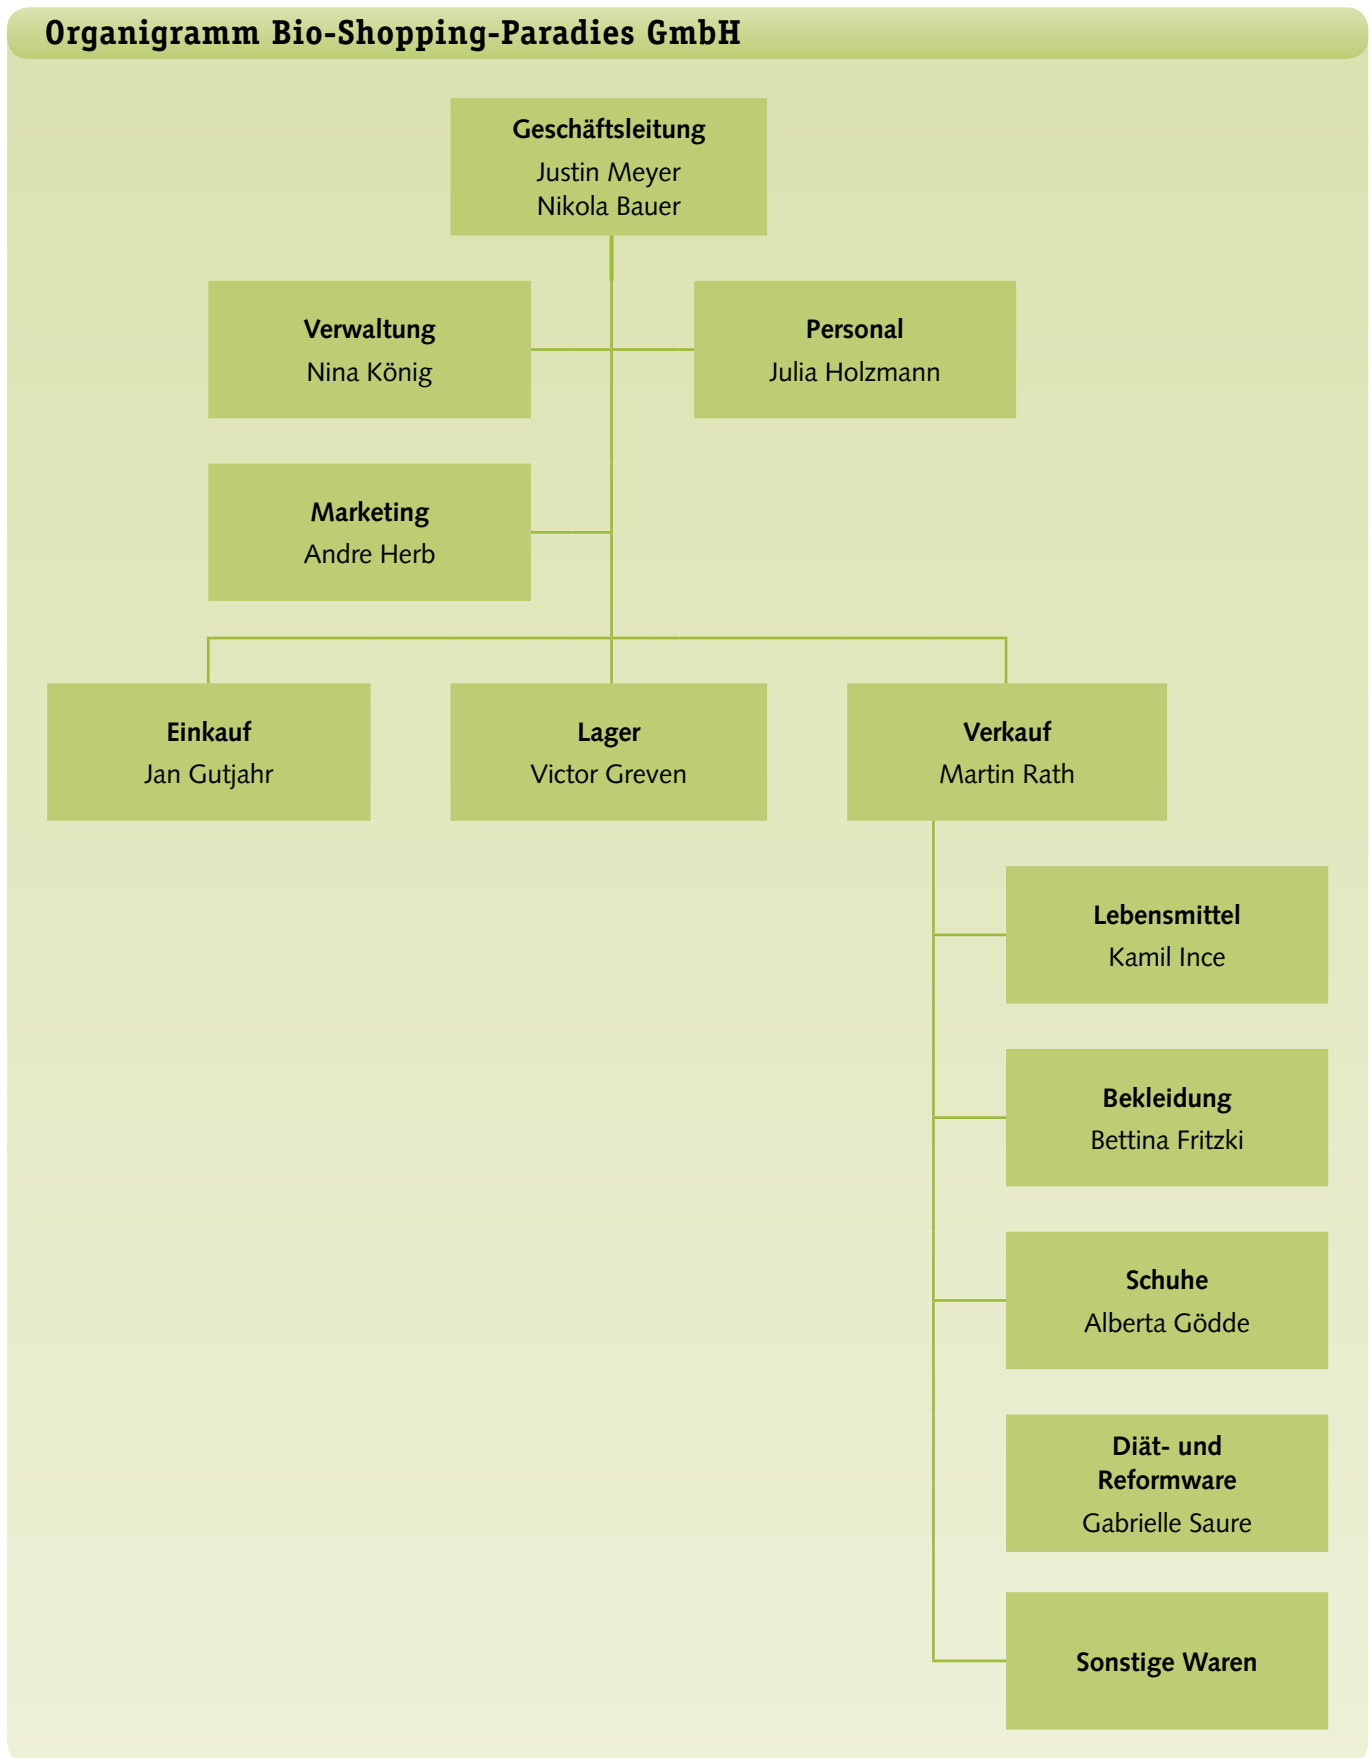 Organigramm Bio-Shopping-Paradies GmbH
Geschäftsleitung
Justin Meyer
Nikola Bauer
Verwaltung
Nina König
Personal
Julia Holzmann
Marketing
Andre Herb
Einkauf
Jan Gutjahr
Lager
Victor Greven
Verkauf
Martin Rath
Lebensmittel
Kamil Ince
Bekleidung
Bettina Fritzki
Schuhe
Alberta Gödde
Diät- und
Reformware
Gabrielle Saure
Sonstige Waren